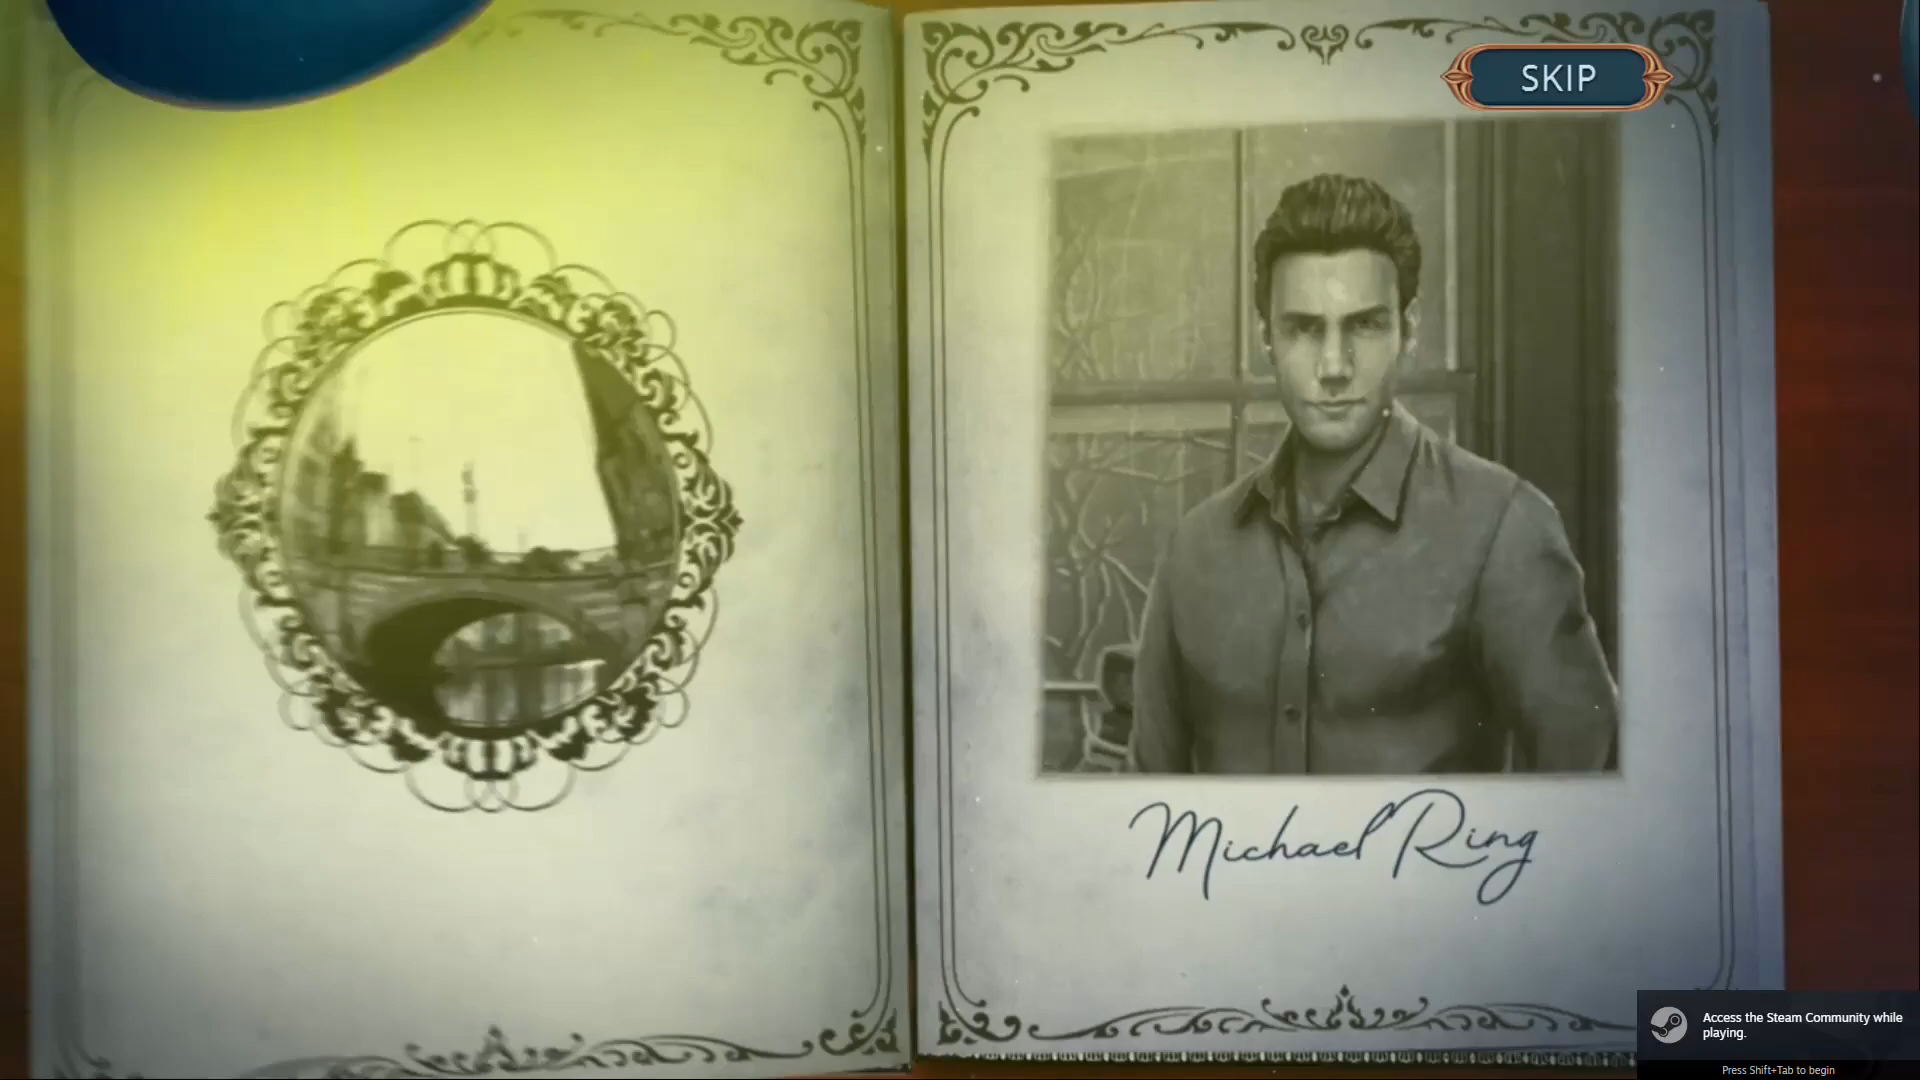 SKIP
Michael Ring
Access the Steam Community while
playing.
Press Shift+Tab to begin